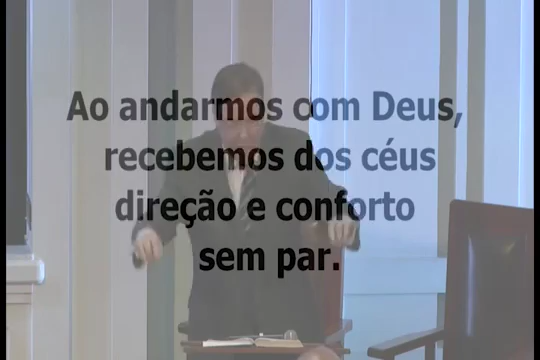 Ao andarmos com Deus,
recebemos dos céus
direção e conforto
sem par.